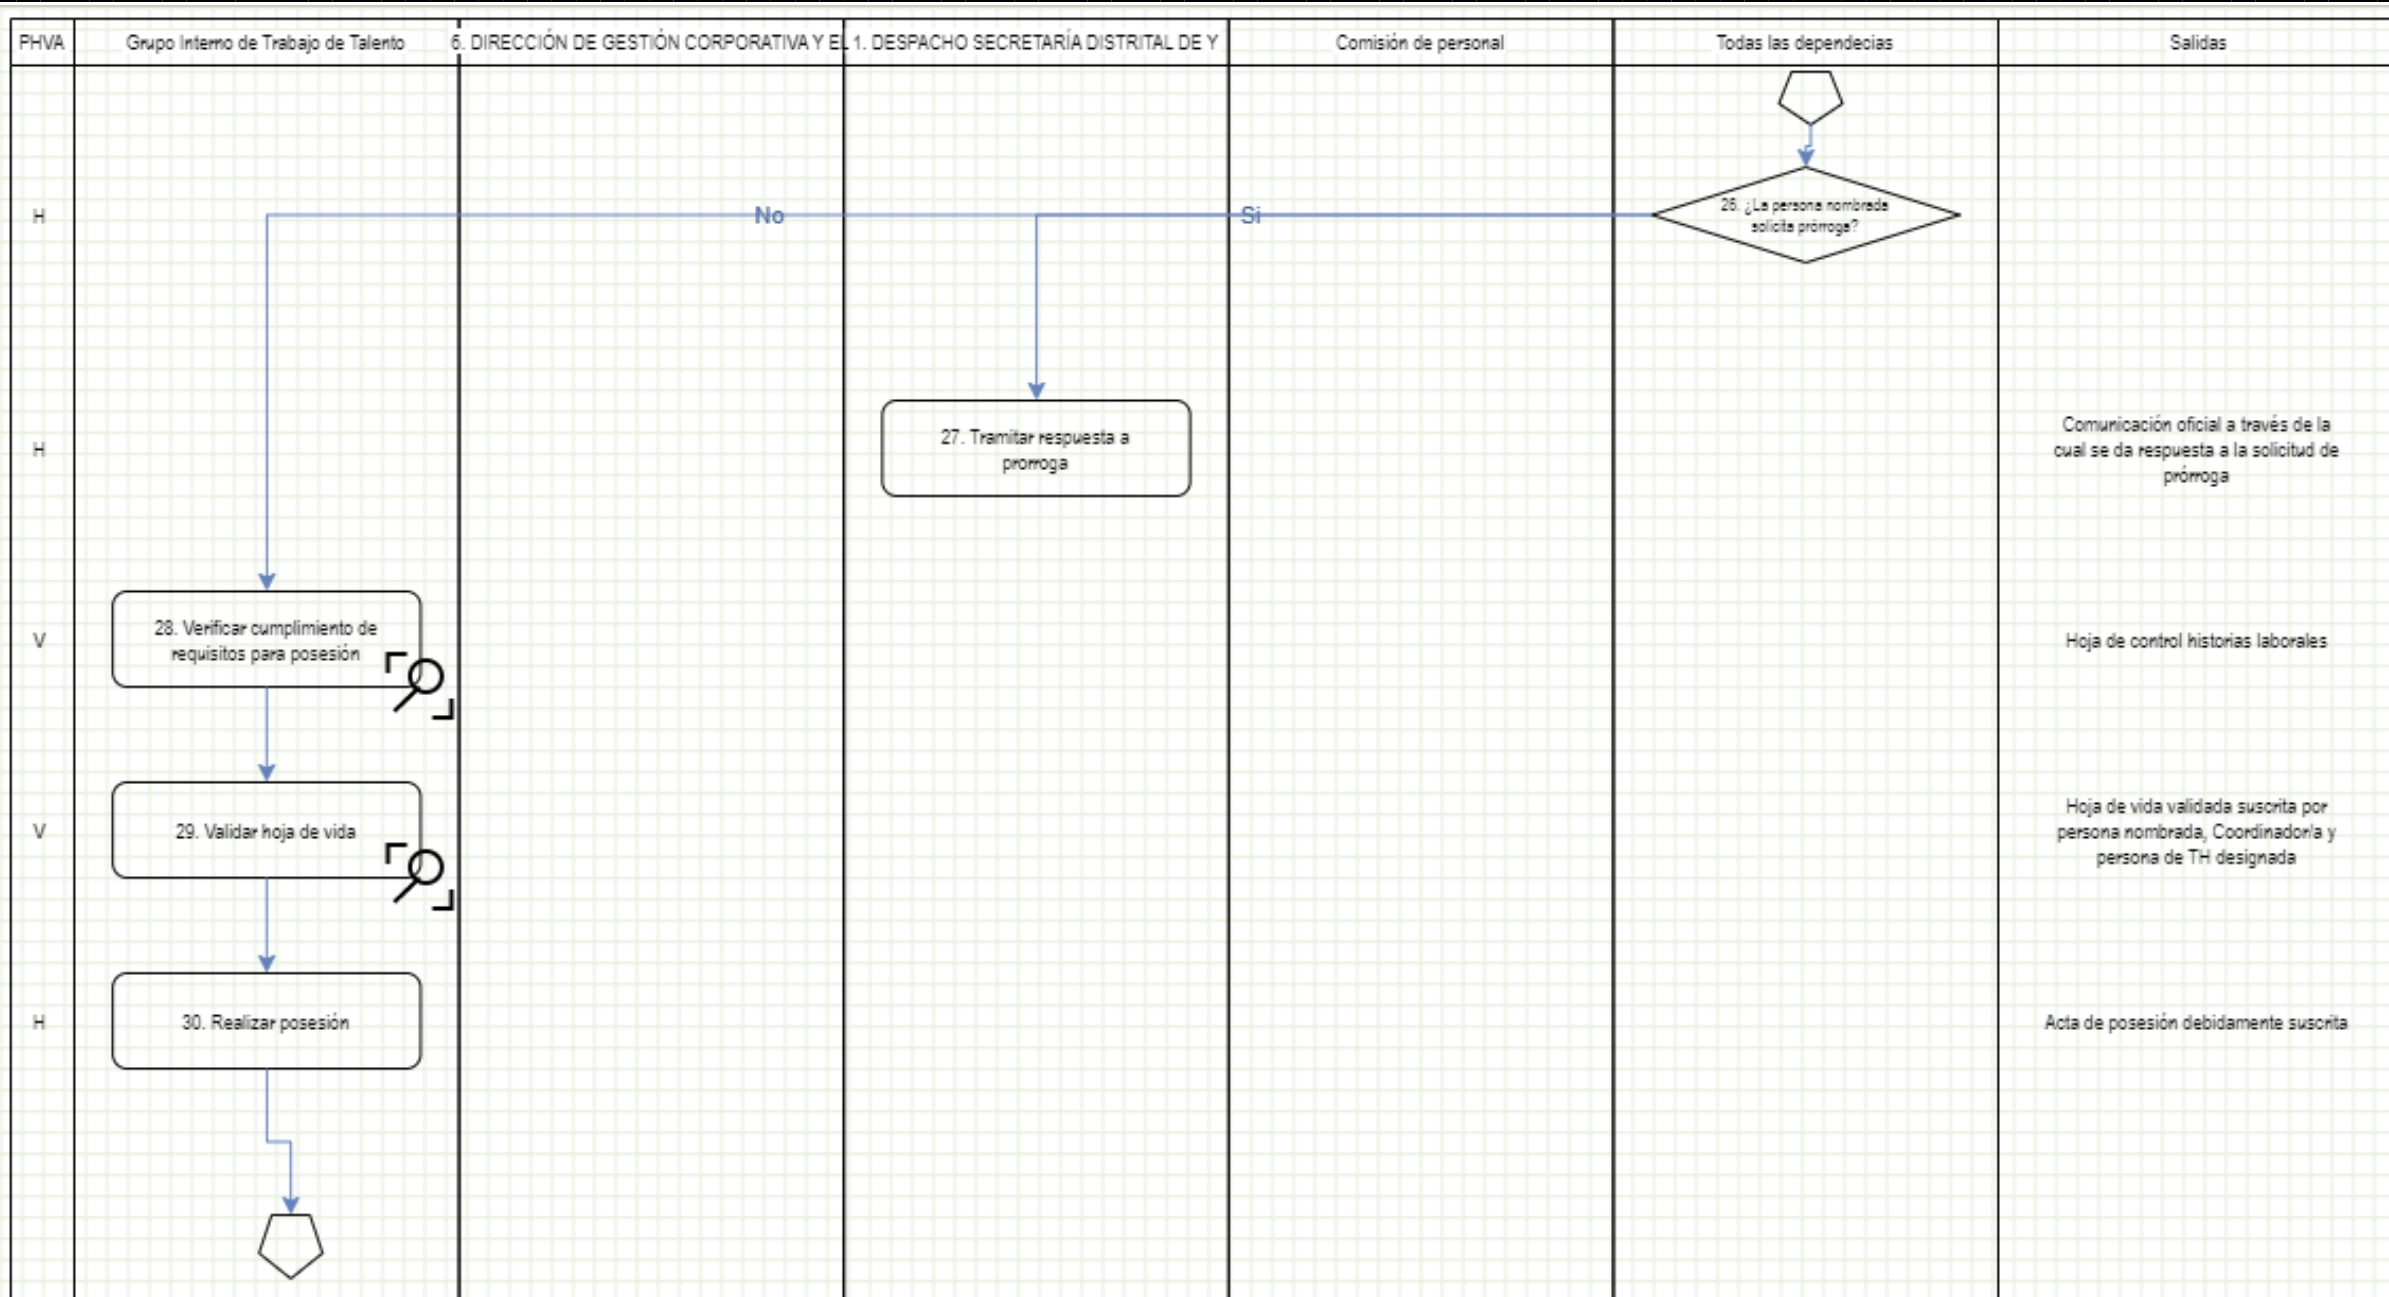 PHVA
Grupo Interno de Trabajo de Talento
6. DIRECCIÓN DE GESTIÓN CORPORATIVA Y EL
1. DESPACHO SECRETARÍA DISTRITAL DE Y
Comisión de personal
Todas las dependecias
Salidas
H
No
Si
26. ¿La persona nombrada
solicita prórroga?
H
27. Tramitar respuesta a
prorroga
Comunicación oficial a través de la
cual se da respuesta a la solicitud de
prórroga
V
28. Verificar cumplimiento de
requisitos para posesión
Hoja de control historias laborales
V
29. Validar hoja de vida
Hoja de vida validada suscrita por
persona nombrada, Coordinador/a y
persona de TH designada
H
30. Realizar posesión
Acta de posesión debidamente suscrita